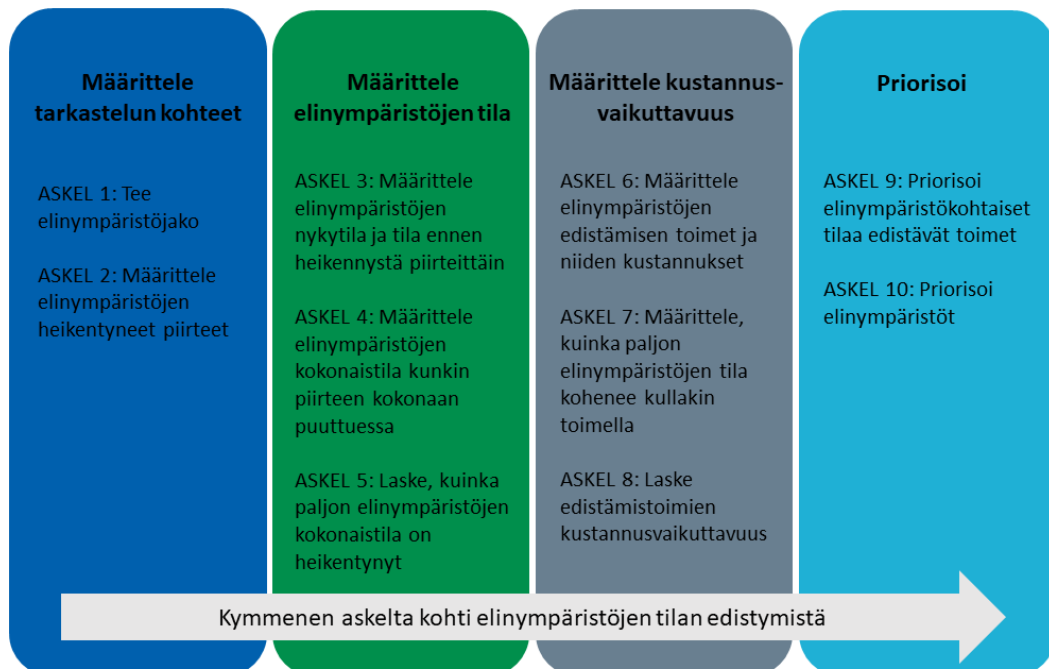 Määrittele
tarkastelun kohteet
ASKEL 1: Tee
elinympäristöjako
ASKEL 2: Määrittele
elinympäristöjen
heikentyneet piirteet
Määrittele
elinympäristöjen tila
ASKEL 3: Määrittele
elinympäristöjen
nykytila ja tila ennen
heikennystä piirteittäin
ASKEL 4: Määrittele
elinympäristöjen
kokonaistila kunkin
piirteen kokonaan
puuttuessa
ASKEL 5: Laske, kuinka
paljon elinympäristöjen
kokonaistila on
heikentynyt
Määrittele kustannus-
vaikuttavuus
ASKEL 6: Määrittele
elinympäristöjen
edistämisen toimet ja
niiden kustannukset
ASKEL 7: Määrittele,
kuinka paljon
elinympäristöjen tila
kohenee kullakin
toimella
ASKEL 8: Laske
edistämistoimien
kustannusvaikuttavuus
Priorisoi
ASKEL 9: Priorisoi
elinympäristökohtaiset
tilaa edistävät toimet
ASKEL 10: Priorisoi
elinympäristöt
Kymmenen askelta kohti elinympäristöjen tilan edistymistä